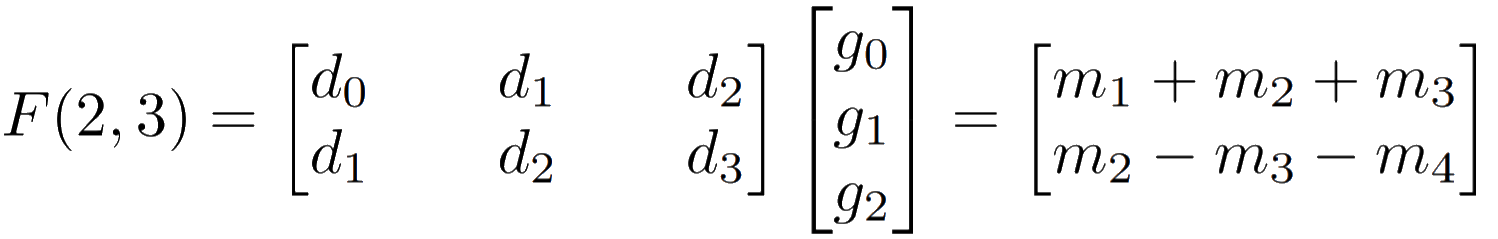 F(2, 3) = [d₀ d₁ d₂; d₁ d₂ d₃] [g₀; g₁; g₂] = [m₁ + m₂ + m₃; m₂ − m₃ − m₄]